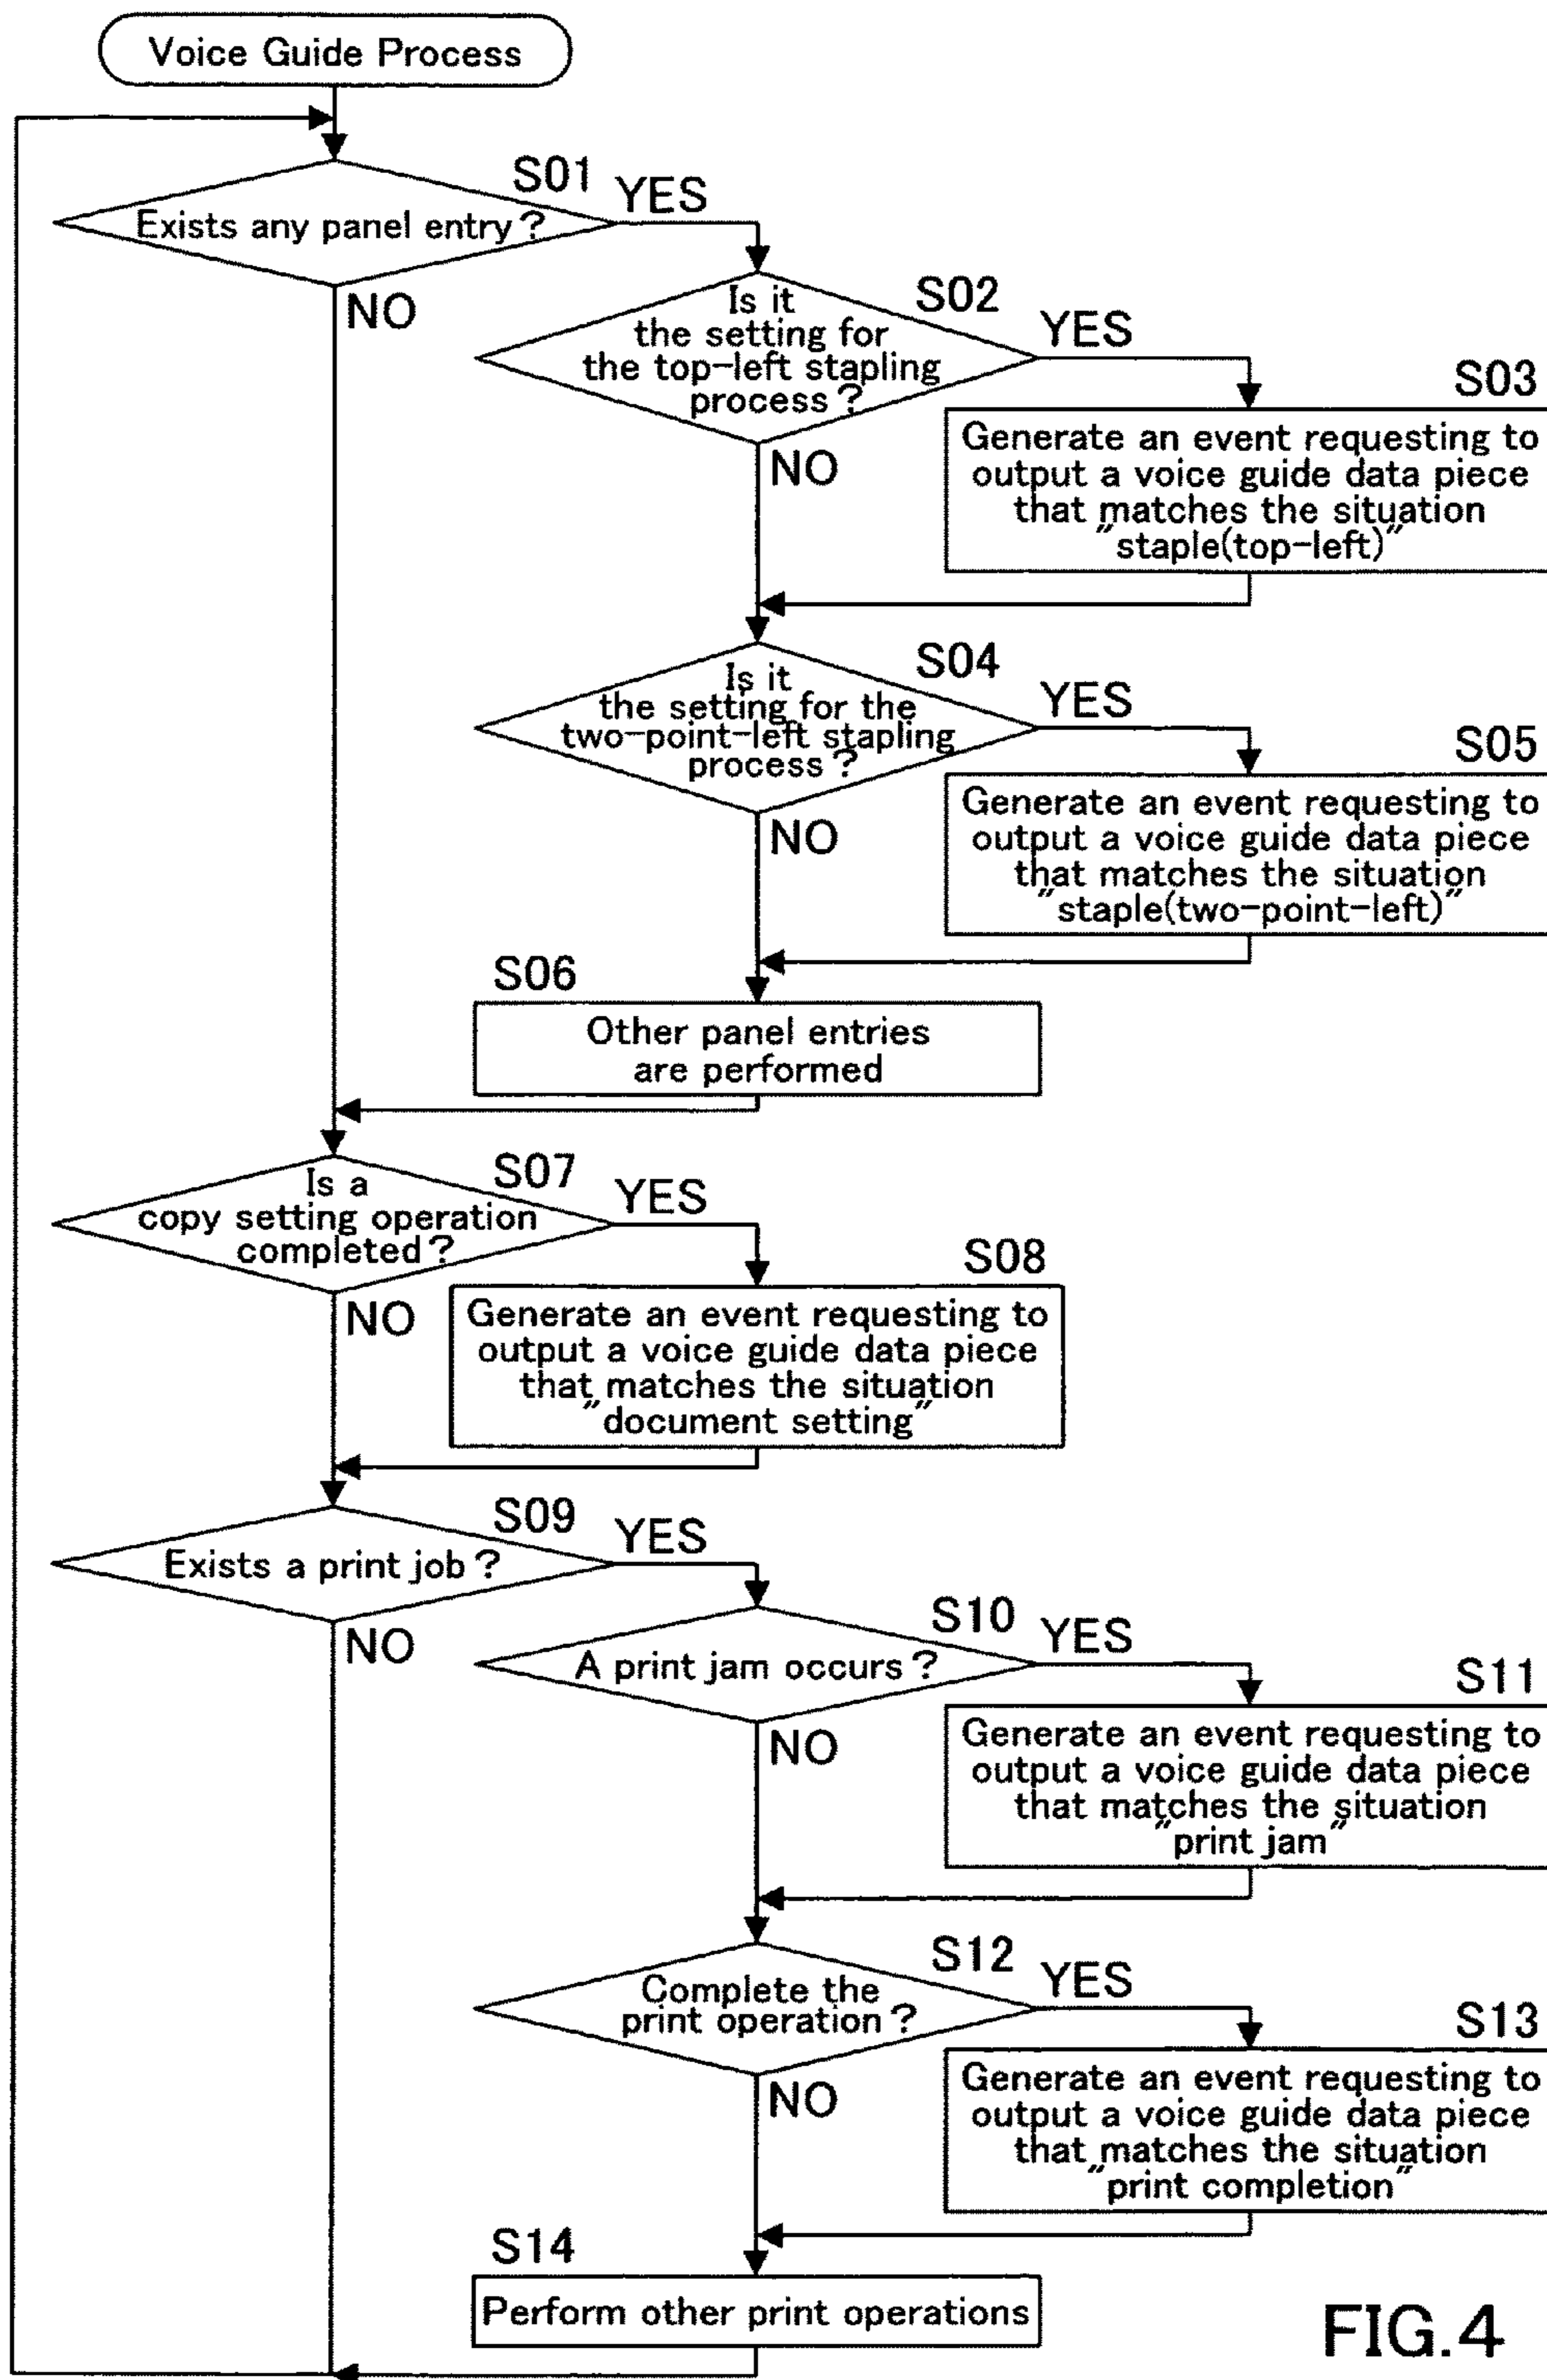 Voice Guide Process
S01
Exists any panel entry?
YES
NO
S02
Is it
the setting for
the top-left stapling
process?
YES
NO
S03
Generate an event requesting to
output a voice guide data piece
that matches the situation
"staple(top-left)"
S04
Is it
the setting for the
two-point-left stapling
process?
YES
NO
S05
Generate an event requesting to
output a voice guide data piece
that matches the situation
"staple(two-point-left)"
S06
Other panel entries
are performed
S07
Is a
copy setting operation
completed?
YES
NO
S08
Generate an event requesting to
output a voice guide data piece
that matches the situation
"document setting"
S09
Exists a print job?
YES
NO
S10
A print jam occurs?
YES
NO
S11
Generate an event requesting to
output a voice guide data piece
that matches the situation
"print jam"
S12
Complete the
print operation?
YES
NO
S13
Generate an event requesting to
output a voice guide data piece
that matches the situation
"print completion"
S14
Perform other print operations
FIG.4